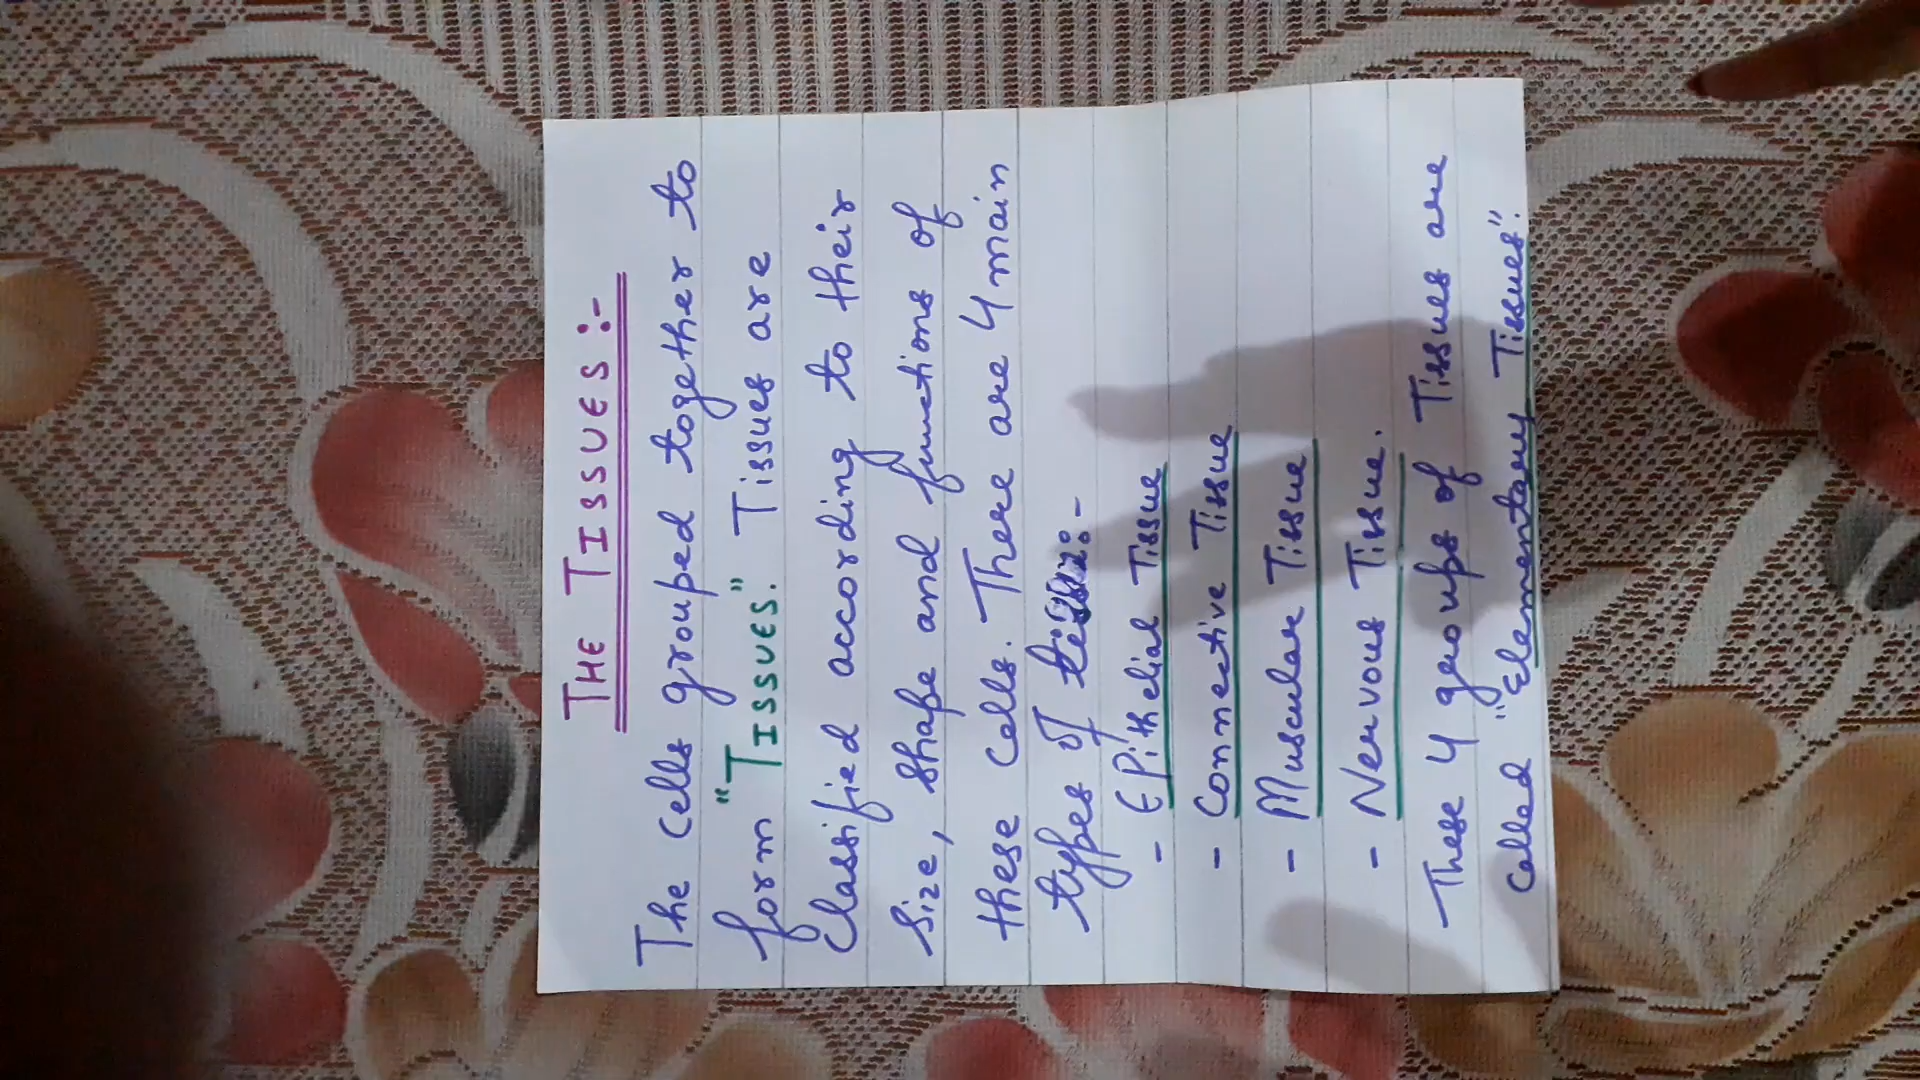 THE TISSUES:-
The Cells grouped together to
form "TISSUES". Tissues are
Classified according to their
Size, Shape and functions of
these Cells. There are 4 main
types of tissue:-
- Epithelial Tissue
- Connective Tissue
- Muscular Tissue
- Nervous Tissue.
These 4 groups of Tissues are
Called "Elementary Tissues".